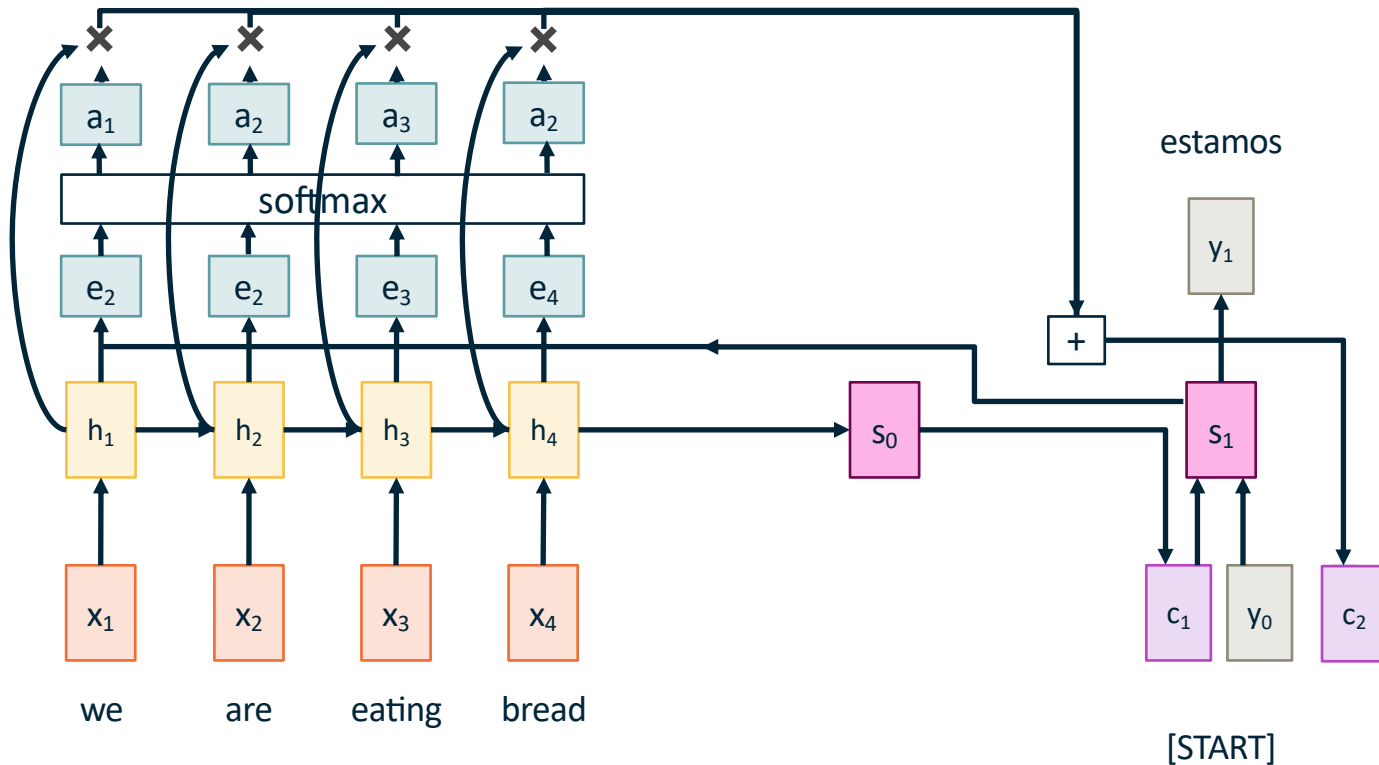 a₁ a₂ a₃ a₂
estamos
softmax
y₁
e₂ e₂ e₃ e₄
+
h₁ h₂ h₃ h₄ s₀ s₁
x₁ x₂ x₃ x₄ c₁ y₀ c₂
we are eating bread
[START]